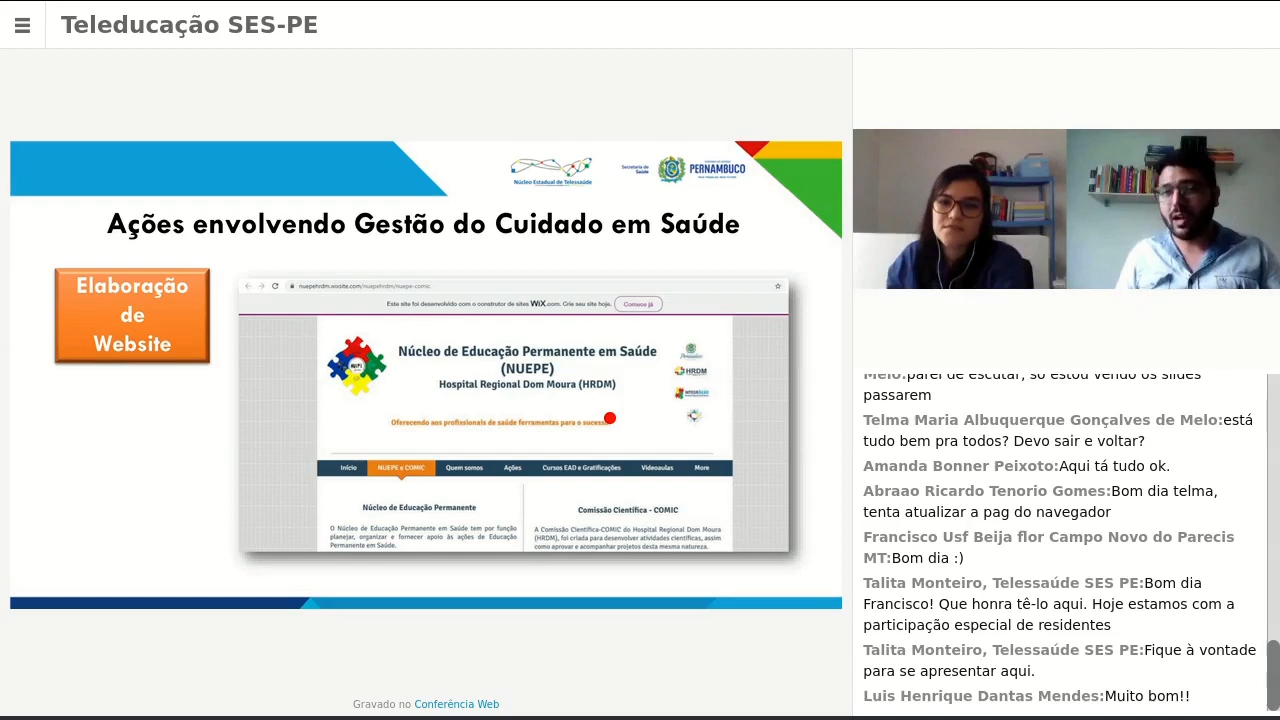 Teleducação SES-PE
Núcleo Estadual de Telessaúde
Secretaria de
Saúde
PERNAMBUCO
Ações envolvendo Gestão do Cuidado em Saúde
Elaboração
de
Website
nuepehrdm.wixsite.com/nuepehrdm/nuepe-comic
Este site foi desenvolvido com o construtor de sites WiX.com. Crie seu site hoje.
Comece já
Núcleo de Educação Permanente em Saúde
(NUEPE)
Hospital Regional Dom Moura (HRDM)
HRDM
Oferecendo aos profissionais de saúde ferramentas para o sucesso
Início
NUEPE e COMIC
Quem somos
Ações
Cursos EAD e Gratificações
Videoaulas
More
Núcleo de Educação Permanente
O Núcleo de Educação Permanente em Saúde tem por função
planejar, organizar e fornecer apoio às ações de Educação
Permanente em Saúde.
Comissão Científica - COMIC
A Comissão Científica-COMIC do Hospital Regional Dom Moura
(HRDM), foi criada para desenvolver atividades científicas, assim
como aprovar e acompanhar projetos desta mesma natureza.
Gravado no Conferência Web
Melo:parei de escutar, so estou vendo os slides
passarem
Telma Maria Albuquerque Gonçalves de Melo:está
tudo bem pra todos? Devo sair e voltar?
Amanda Bonner Peixoto:Aqui tá tudo ok.
Abraao Ricardo Tenorio Gomes:Bom dia telma,
tenta atualizar a pag do navegador
Francisco Usf Beija flor Campo Novo do Parecis
MT:Bom dia :)
Talita Monteiro, Telessaúde SES PE:Bom dia
Francisco! Que honra tê-lo aqui. Hoje estamos com a
participação especial de residentes
Talita Monteiro, Telessaúde SES PE:Fique à vontade
para se apresentar aqui.
Luis Henrique Dantas Mendes:Muito bom!!